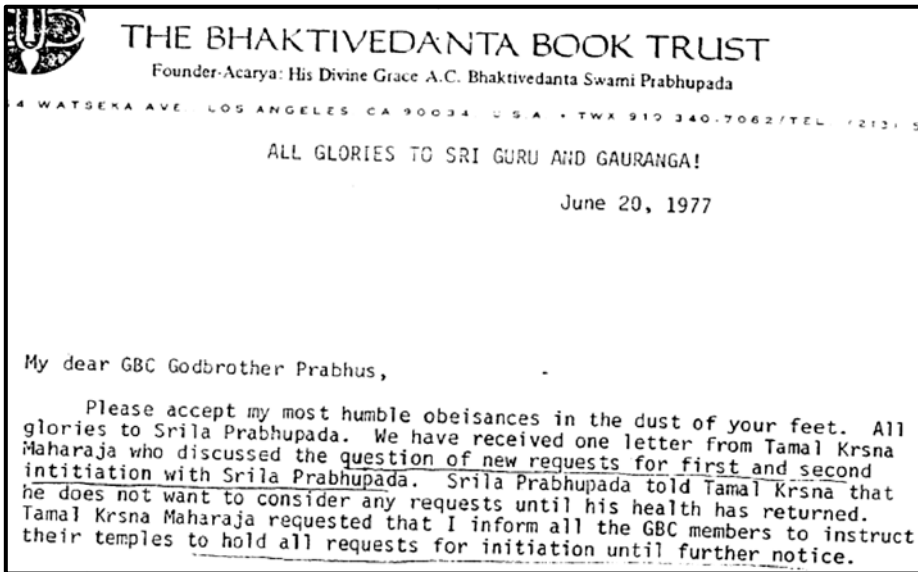 THE BHAKTIVEDANTA BOOK TRUST
Founder-Acarya: His Divine Grace A.C. Bhaktivedanta Swami Prabhupada
4 WATSEKA AVE. LOS ANGELES CA 90034 U.S.A. • TWX 910 340-7062/TEL. (213)
ALL GLORIES TO SRI GURU AND GAURANGA!
June 20, 1977
My dear GBC Godbrother Prabhus,
Please accept my most humble obeisances in the dust of your feet. All
glories to Srila Prabhupada. We have received one letter from Tamal Krsna
Maharaja who discussed the question of new requests for first and second
intitiation with Srila Prabhupada. Srila Prabhupada told Tamal Krsna that
he does not want to consider any requests until his health has returned.
Tamal Krsna Maharaja requested that I inform all the GBC members to instruct
their temples to hold all requests for initiation until further notice.